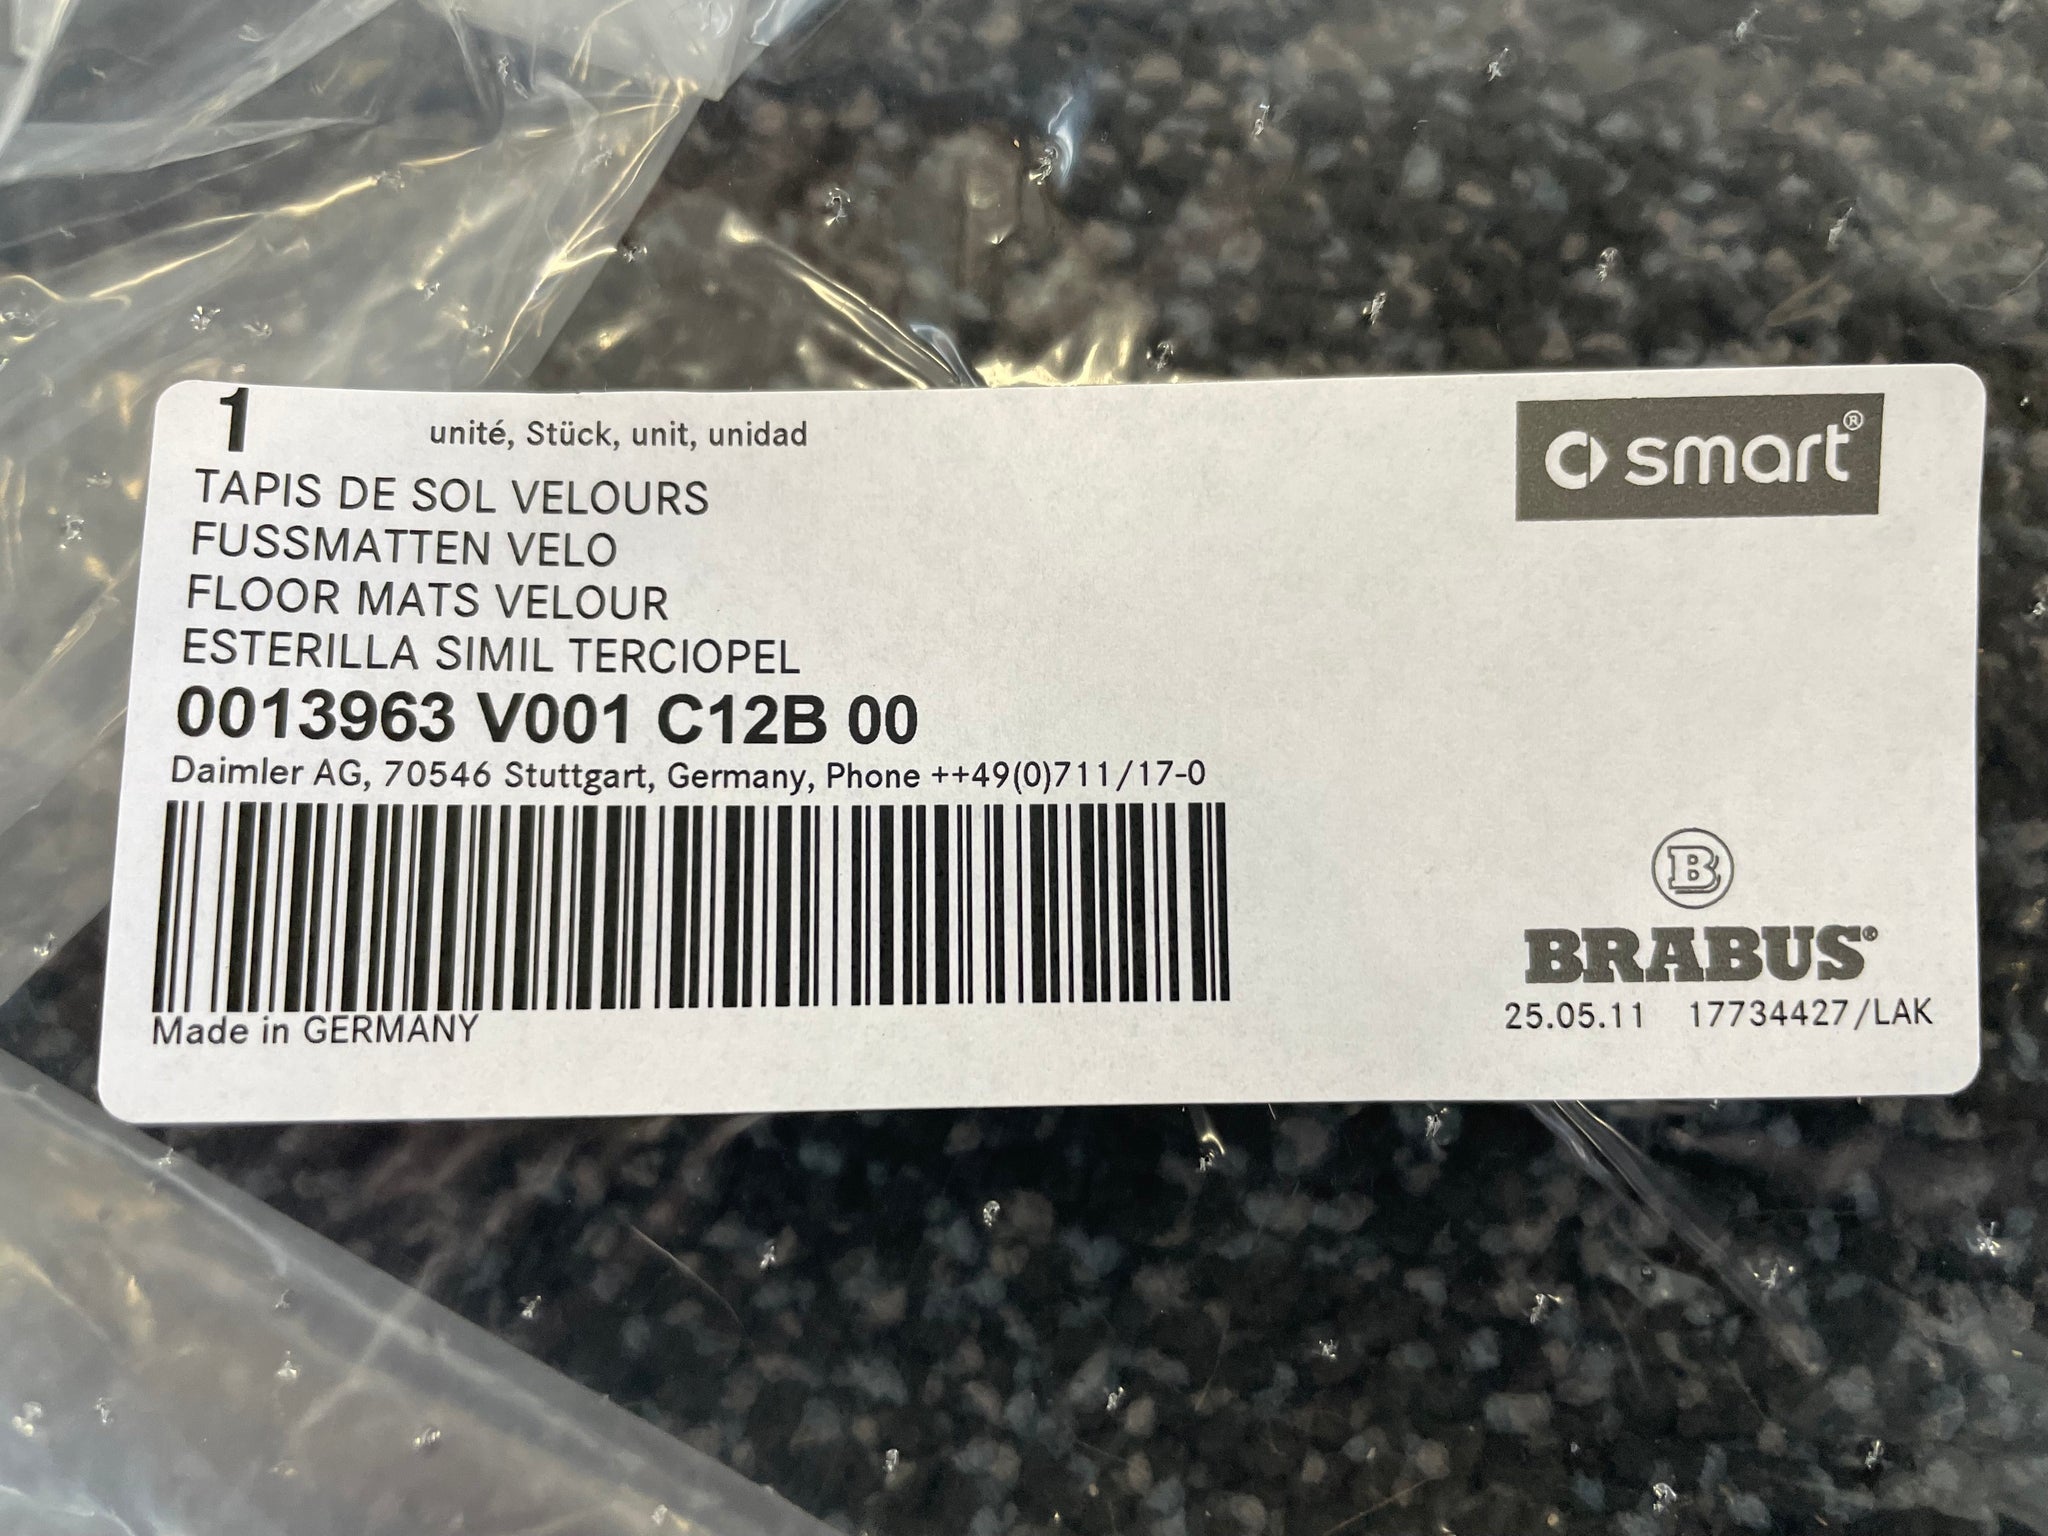 1 unité, Stück, unit, unidad
smart®
TAPIS DE SOL VELOURS
FUSSMATTEN VELO
FLOOR MATS VELOUR
ESTERILLA SIMIL TERCIOPEL
0013963 V001 C12B 00
Daimler AG, 70546 Stuttgart, Germany, Phone ++49(0)711/17-0
B
BRABUS®
25.05.11 17734427/LAK
Made in GERMANY